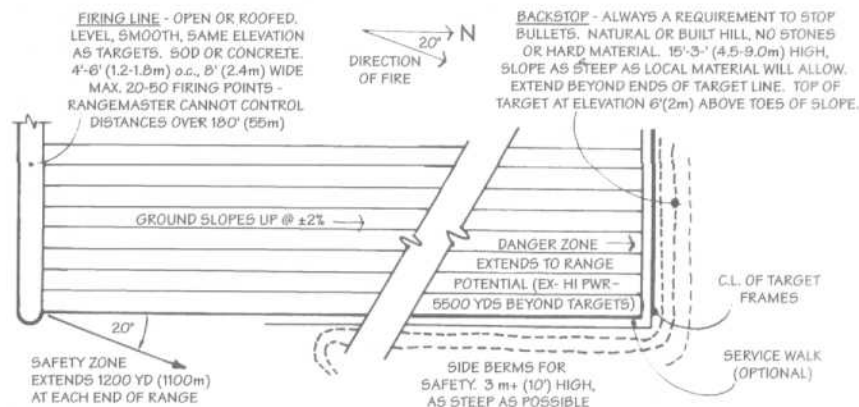 FIRING LINE - OPEN OR ROOFED.
LEVEL, SMOOTH, SAME ELEVATION
AS TARGETS. SOD OR CONCRETE.
4'-6' (1.2-1.8m) o.c., 8' (2.4m) WIDE
MAX. 20-50 FIRING POINTS -
RANGEMASTER CANNOT CONTROL
DISTANCES OVER 180' (55m)
N
20°
DIRECTION
OF FIRE
BACKSTOP - ALWAYS A REQUIREMENT TO STOP
BULLETS. NATURAL OR BUILT HILL, NO STONES
OR HARD MATERIAL. 15'-3-' (4.5-9.0m) HIGH,
SLOPE AS STEEP AS LOCAL MATERIAL WILL ALLOW.
EXTEND BEYOND ENDS OF TARGET LINE. TOP OF
TARGET AT ELEVATION 6'(2m) ABOVE TOES OF SLOPE.
GROUND SLOPES UP @ ±2%
DANGER ZONE
EXTENDS TO RANGE
POTENTIAL (EX- HI PWR-
5500 YDS BEYOND TARGETS)
C.L. OF TARGET
FRAMES
20°
SAFETY ZONE
EXTENDS 1200 YD (1100m)
AT EACH END OF RANGE
SIDE BERMS FOR
SAFETY. 3 m+ (10') HIGH,
AS STEEP AS POSSIBLE
SERVICE WALK
(OPTIONAL)